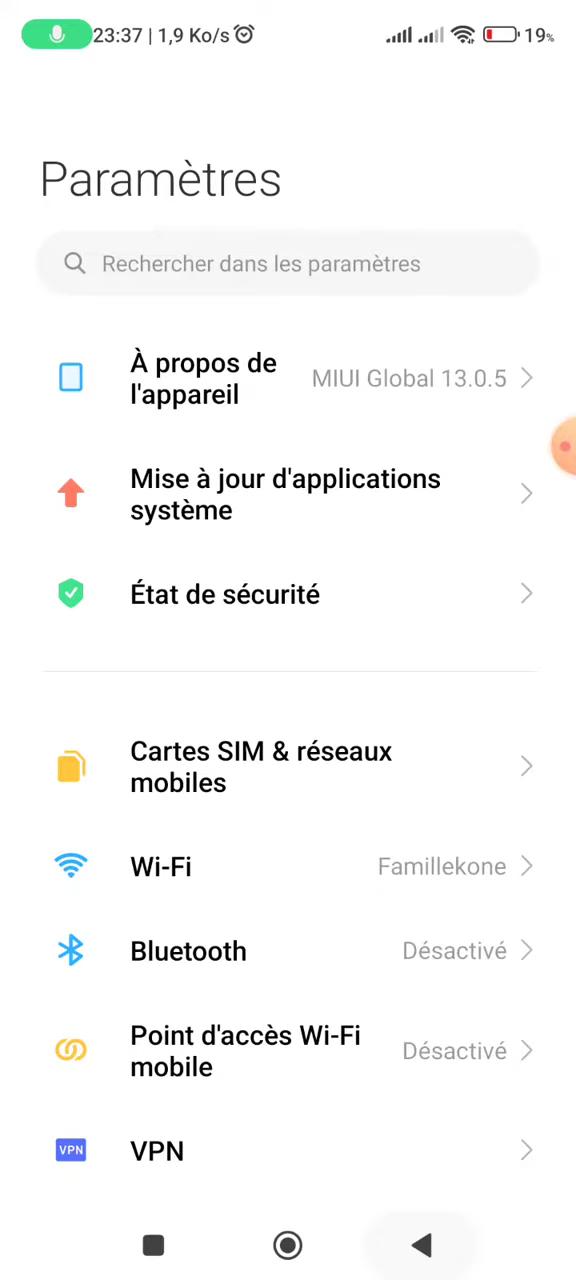 23:37 | 1,9 Ko/s 19%
Paramètres
Rechercher dans les paramètres
À propos de
l'appareil
MIUI Global 13.0.5
Mise à jour d'applications
système
État de sécurité
Cartes SIM & réseaux
mobiles
Wi-Fi Famillekone
Bluetooth Désactivé
Point d'accès Wi-Fi
mobile
Désactivé
VPN VPN